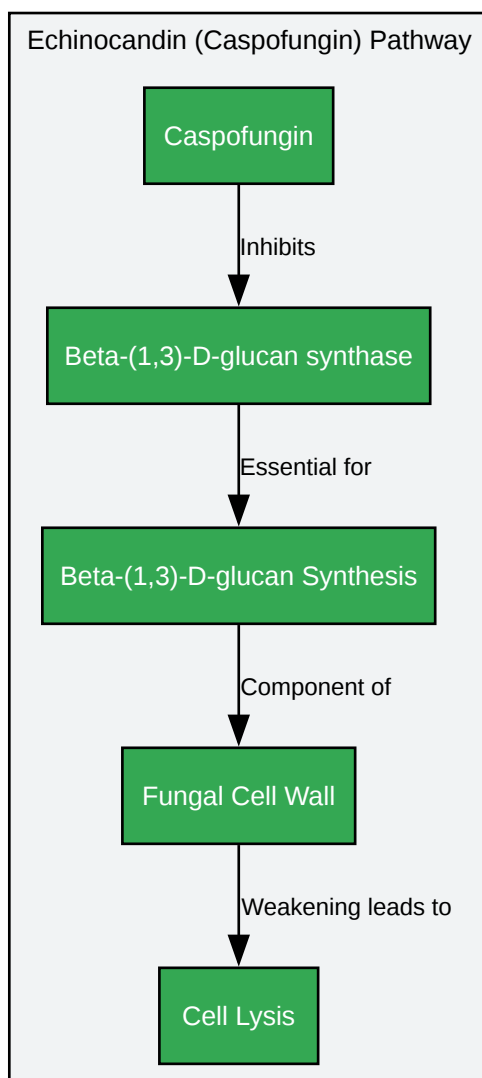 Echinocandin (Caspofungin) Pathway
Caspofungin
Inhibits
Beta-(1,3)-D-glucan synthase
Essential for
Beta-(1,3)-D-glucan Synthesis
Component of
Fungal Cell Wall
Weakening leads to
Cell Lysis